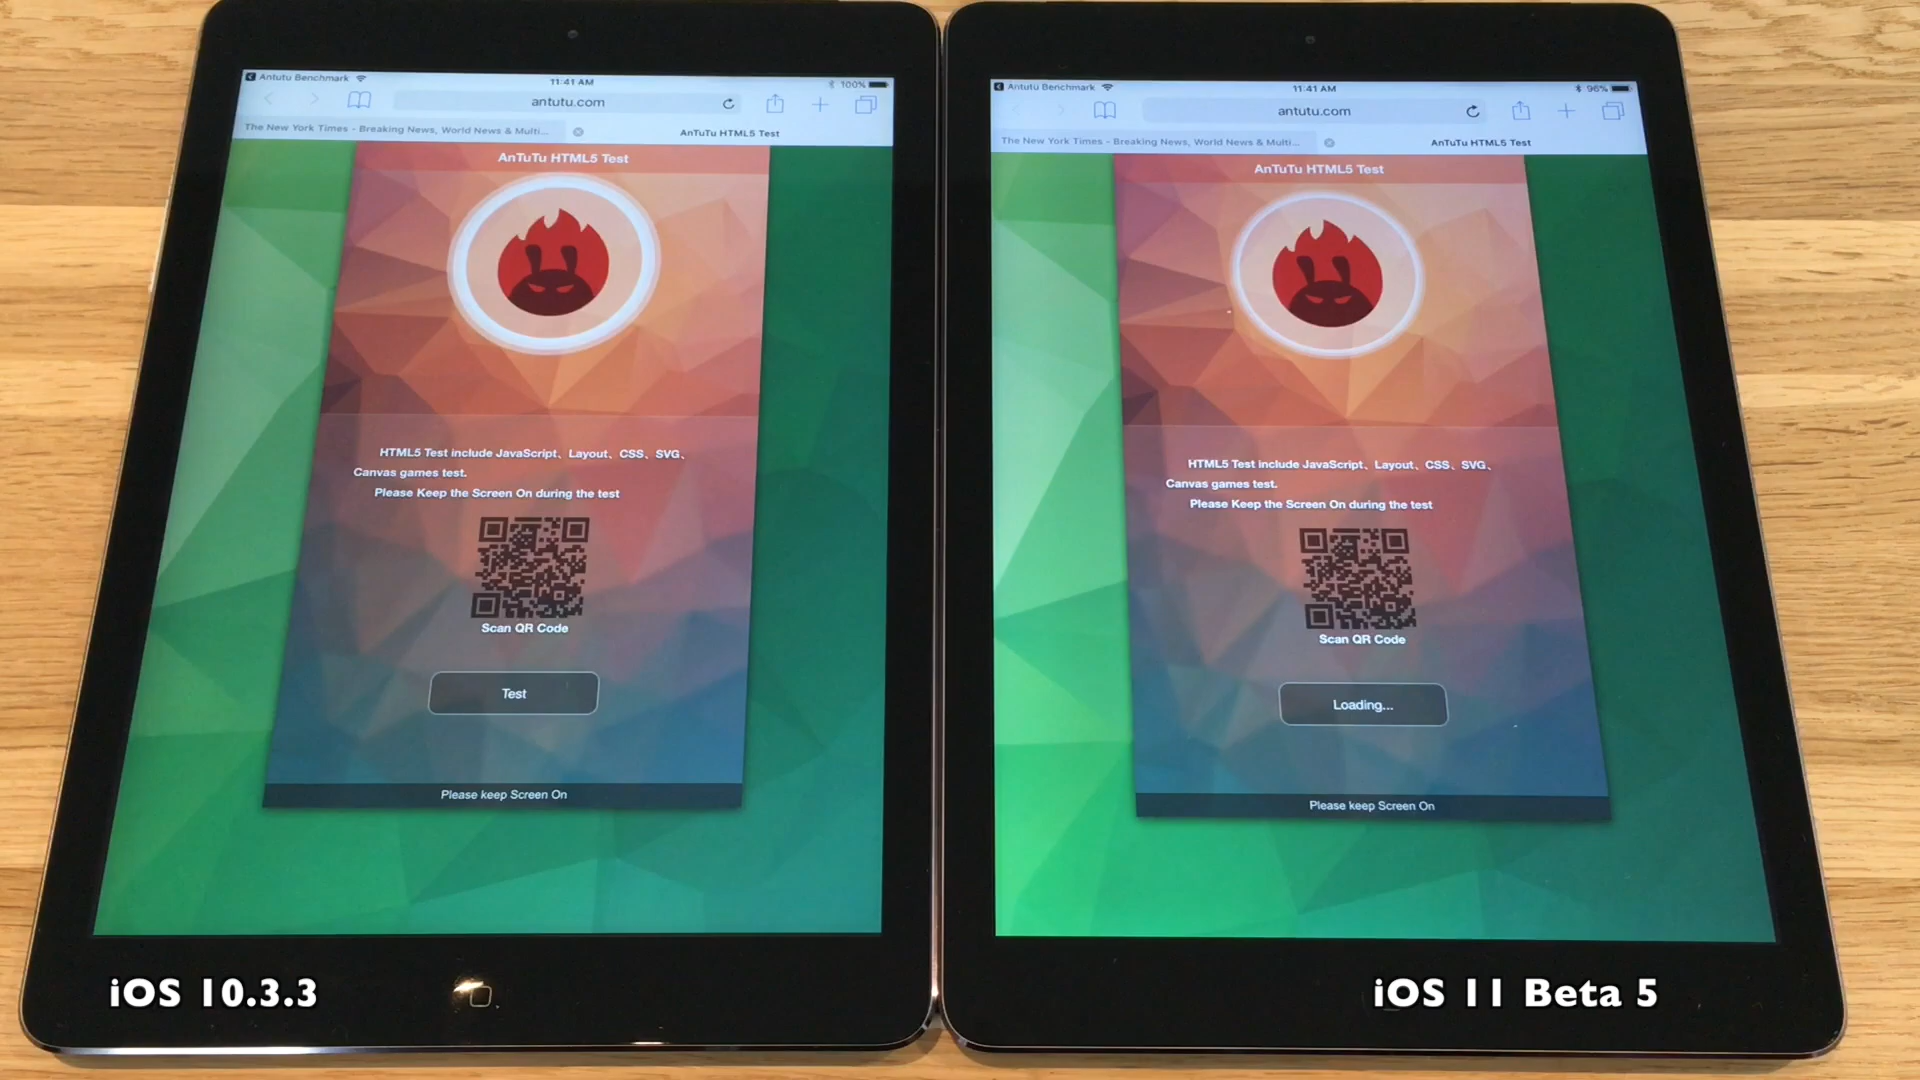 Antutu Benchmark
11:41 AM
100%
antutu.com
The New York Times - Breaking News, World News & Multi...
AnTuTu HTML5 Test
AnTuTu HTML5 Test
HTML5 Test include JavaScript、Layout、CSS、SVG、
Canvas games test.
Please Keep the Screen On during the test
Scan QR Code
Test
Please keep Screen On
iOS 10.3.3
Antutu Benchmark
11:41 AM
96%
antutu.com
The New York Times - Breaking News, World News & Multi...
AnTuTu HTML5 Test
AnTuTu HTML5 Test
HTML5 Test include JavaScript、Layout、CSS、SVG、
Canvas games test.
Please Keep the Screen On during the test
Scan QR Code
Loading...
Please keep Screen On
iOS 11 Beta 5